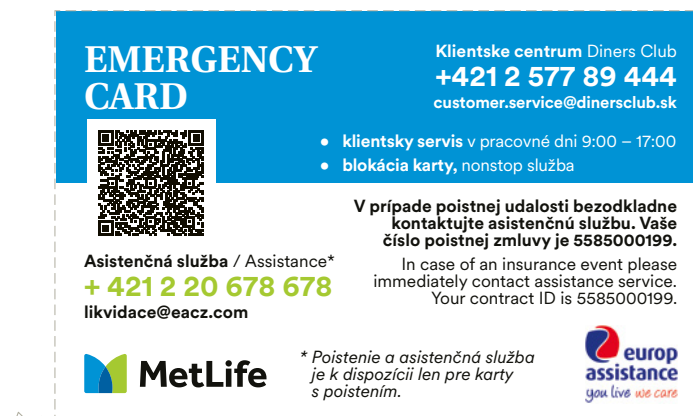 EMERGENCY
CARD
Klientske centrum Diners Club
+421 2 577 89 444
customer.service@dinersclub.sk
• klientsky servis v pracovné dni 9:00 – 17:00
• blokácia karty, nonstop služba
V prípade poistnej udalosti bezodkladne
kontaktujte asistenčnú službu. Vaše
číslo poistnej zmluvy je 5585000199.
In case of an insurance event please
immediately contact assistance service.
Your contract ID is 5585000199.
Asistenčná služba / Assistance*
+ 421 2 20 678 678
likvidace@eacz.com
MetLife
* Poistenie a asistenčná služba
je k dispozícii len pre karty
s poistením.
europ
assistance
you live we care